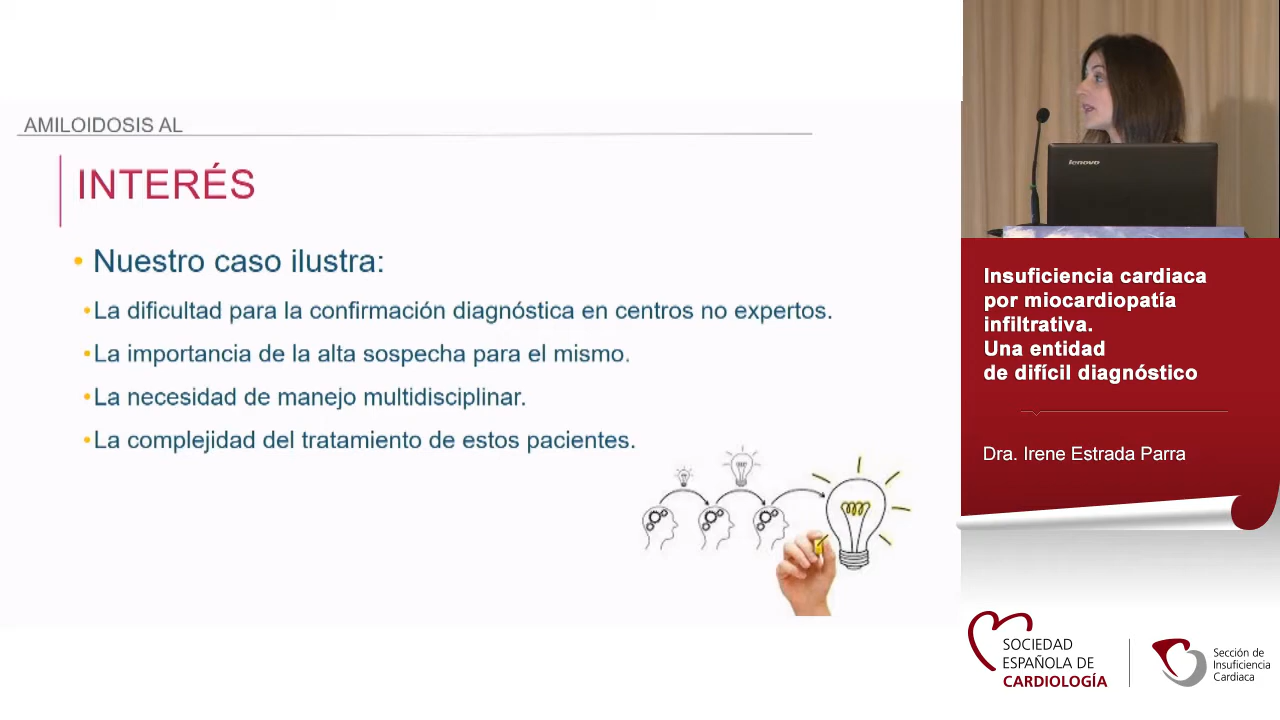 AMILOIDOSIS AL
INTERÉS
• Nuestro caso ilustra:
•La dificultad para la confirmación diagnóstica en centros no expertos.
•La importancia de la alta sospecha para el mismo.
•La necesidad de manejo multidisciplinar.
•La complejidad del tratamiento de estos pacientes.
lenovo
Insuficiencia cardiaca
por miocardiopatía
infiltrativa.
Una entidad
de difícil diagnóstico
Dra. Irene Estrada Parra
SOCIEDAD
ESPAÑOLA DE
CARDIOLOGÍA
Sección de
Insuficiencia
Cardiaca